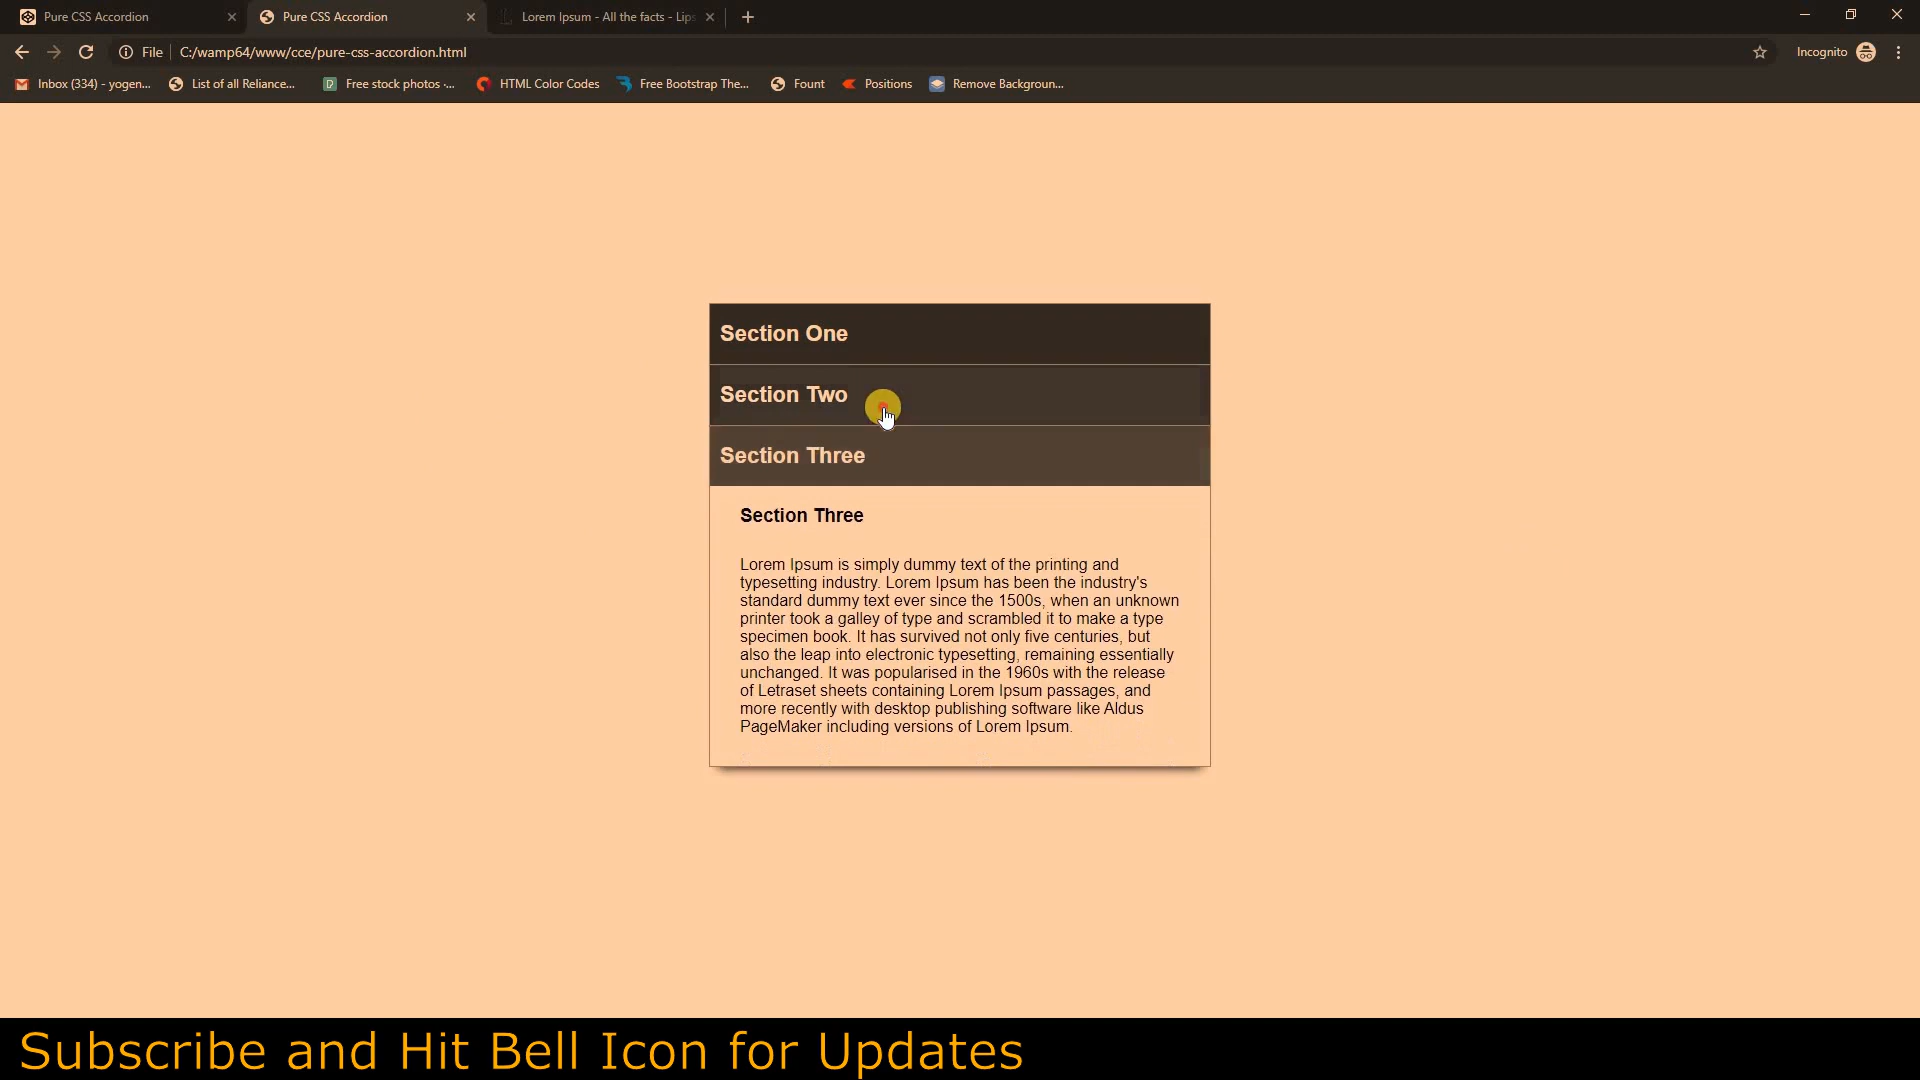 Pure CSS Accordion
Pure CSS Accordion
Lorem Ipsum - All the facts - Lips
File
C:/wamp64/www/cce/pure-css-accordion.html
Incognito
Inbox (334) - yogen...
List of all Reliance...
Free stock photos -...
HTML Color Codes
Free Bootstrap The...
Fount
Positions
Remove Backgroun...
Section One
Section Two
Section Three
Section Three
Lorem Ipsum is simply dummy text of the printing and
typesetting industry. Lorem Ipsum has been the industry's
standard dummy text ever since the 1500s, when an unknown
printer took a galley of type and scrambled it to make a type
specimen book. It has survived not only five centuries, but
also the leap into electronic typesetting, remaining essentially
unchanged. It was popularised in the 1960s with the release
of Letraset sheets containing Lorem Ipsum passages, and
more recently with desktop publishing software like Aldus
PageMaker including versions of Lorem Ipsum.
Subscribe and Hit Bell Icon for Updates